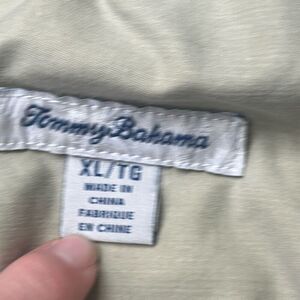 Tommy Bahama
XL/TG
MADE IN
CHINA
FABRIQUE
EN CHINE